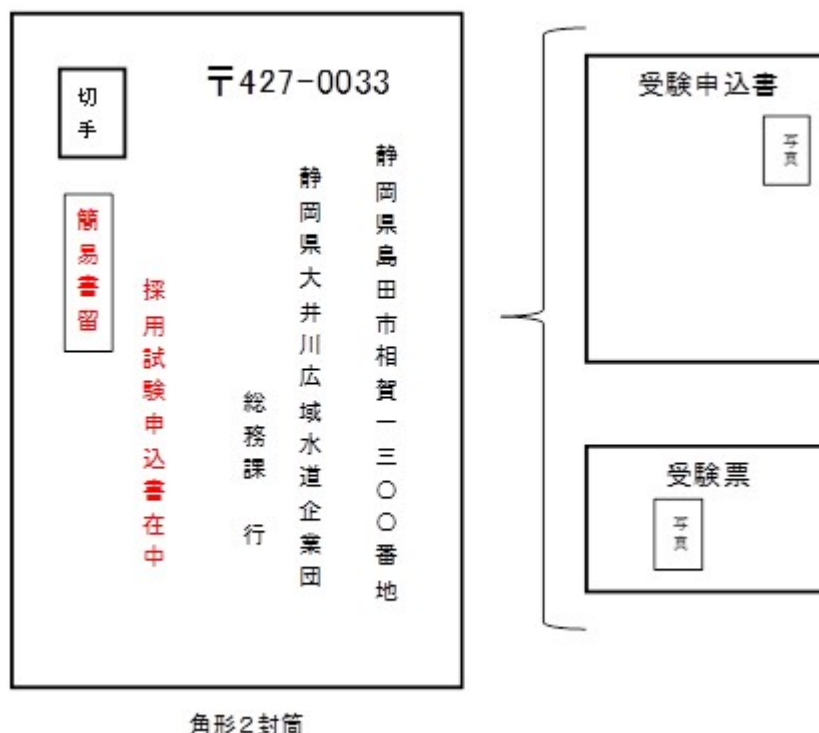 〒427-0033
切手
静岡県島田市相賀一三〇〇番地
静岡県大井川広域水道企業団
総務課 行
採用試験申込書在中
簡易書留
角形2封筒
受験申込書
写真
受験票
写真